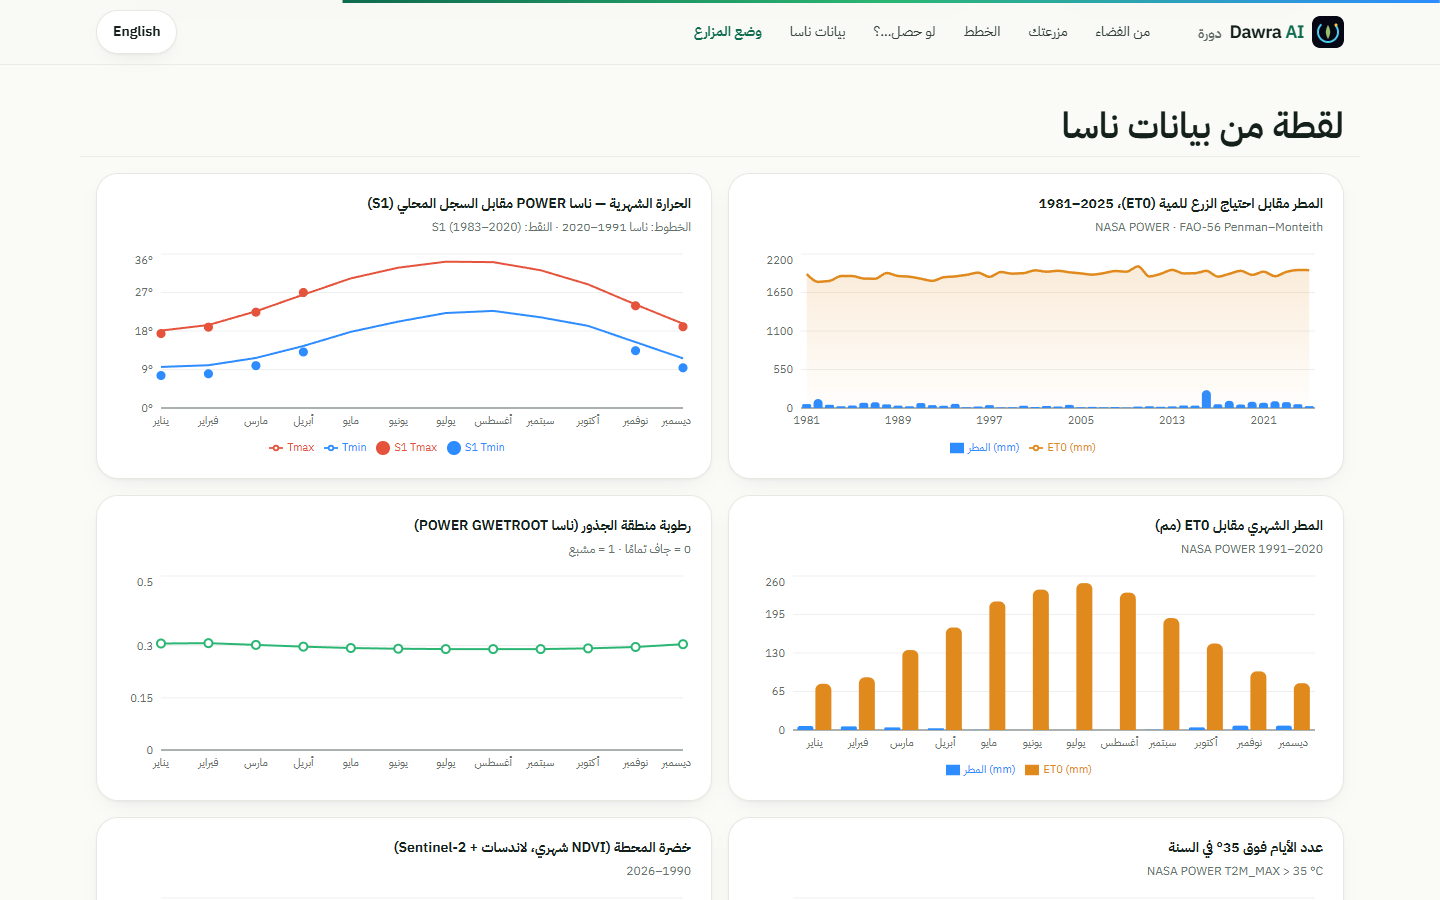 Dawra AI دورة
من الفضاء
مزرعتك
الخطط
لو حصل...؟
بيانات ناسا
وضع المزارع
English
لقطة من بيانات ناسا
المطر مقابل احتياج الزرع للمية (ET0)، 1981–2025
NASA POWER · FAO-56 Penman–Monteith
2200
1650
1100
550
0
1981 1989 1997 2005 2013 2021
المطر (mm) ET0 (mm)
الحرارة الشهرية — ناسا POWER مقابل السجل المحلي (S1)
الخطوط: ناسا 1991–2020 · النقط: S1 (1983–2020)
36°
27°
18°
9°
0°
يناير فبراير مارس أبريل مايو يونيو يوليو أغسطس سبتمبر أكتوبر نوفمبر ديسمبر
Tmax Tmin S1 Tmax S1 Tmin
المطر الشهري مقابل ET0 (مم)
NASA POWER 1991–2020
260
195
130
65
0
يناير فبراير مارس أبريل مايو يونيو يوليو أغسطس سبتمبر أكتوبر نوفمبر ديسمبر
المطر (mm) ET0 (mm)
رطوبة منطقة الجذور (ناسا POWER GWETROOT)
0 = جاف تمامًا · 1 = مشبع
0.5
0.3
0.15
0
يناير فبراير مارس أبريل مايو يونيو يوليو أغسطس سبتمبر أكتوبر نوفمبر ديسمبر
عدد الأيام فوق 35° في السنة
NASA POWER T2M_MAX > 35 °C
خضرة المحطة (NDVI شهري، لاندسات + Sentinel-2)
1990–2026